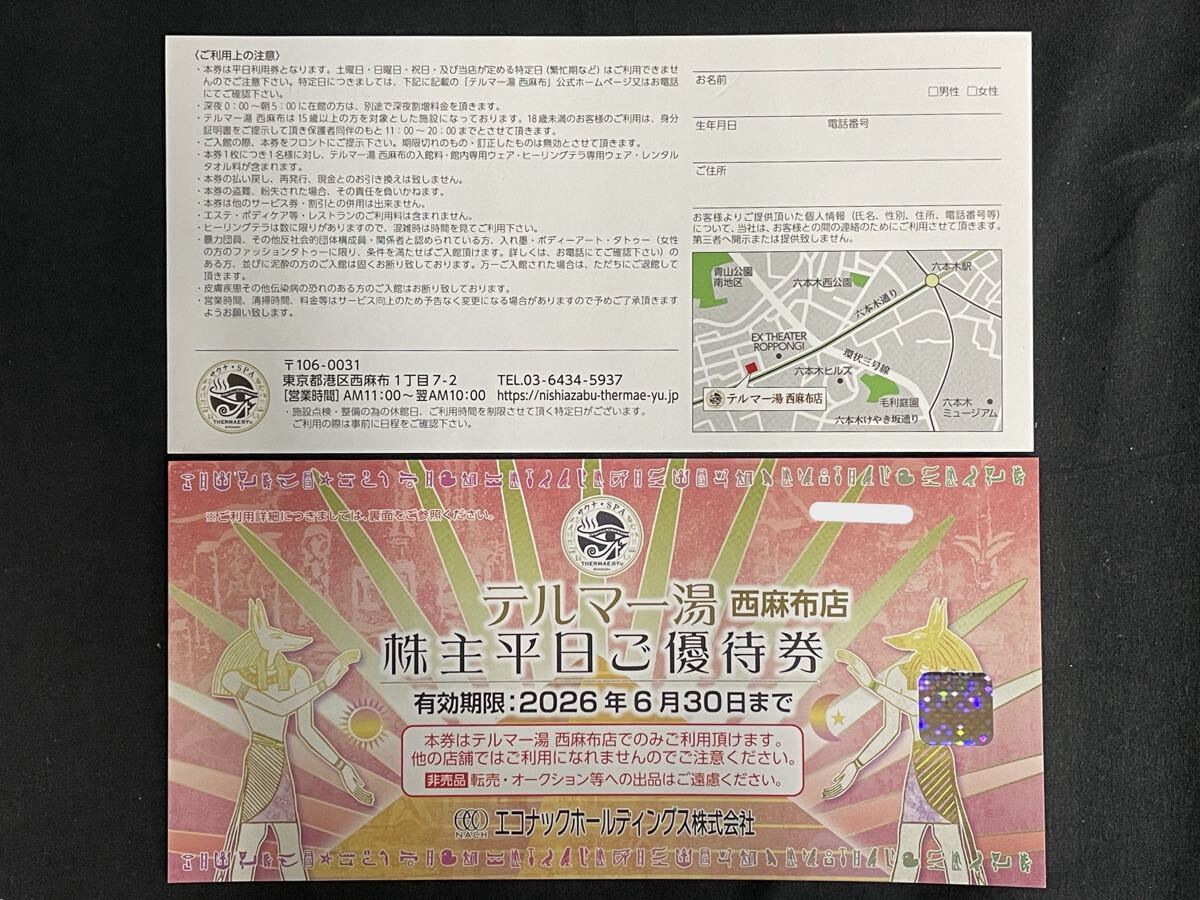 〈ご利用上の注意〉
・本券は平日利用券となります。土曜日・日曜日・祝日・及び当店が定める特定日(繁忙期など)はご利用できませ
んのでご注意下さい。特定日につきましては、下記に記載の「テルマー湯 西麻布」公式ホームページ又はお電話
にてご確認下さい。
・深夜0:00〜朝5:00に在館の方は、別途で深夜割増料金を頂きます。
・テルマー湯 西麻布は15歳以上の方を対象とした施設になっております。18歳未満のお客様のご利用は、身分
証明書をご提示して頂き保護者同伴のもと11:00〜20:00までとさせて頂きます。
・ご入館の際、本券をフロントにご提示下さい。期限切れのもの・訂正したものは無効とさせて頂きます。
・本券1枚につき1名様に対し、テルマー湯 西麻布の入館料・館内専用ウェア・ヒーリングテラ専用ウェア・レンタル
タオル料が含まれます。
・本券の払い戻し、再発行、現金とのお引き換えは致しません。
・本券の盗難、紛失された場合、その責任を負いかねます。
・本券は他のサービス券・割引との併用は出来ません。
・エステ・ボディケア等・レストランのご利用料は含まれません。
・ヒーリングテラは数に限りがありますので、混雑時は時間を見てご利用下さい。
・暴力団員、その他反社会的団体構成員・関係者と認められている方、入れ墨・ボディーアート・タトゥー(女性
の方のファッションタトゥーに限り、条件を満たせばご入館頂けます。詳しくは、お電話にてご確認下さい)の
ある方、並びに泥酔の方のご入館は固くお断り致しております。万一ご入館された場合は、ただちにご退館して
頂きます。
・皮膚疾患その他伝染病の恐れのある方のご入館はお断り致しております。
・営業時間、清掃時間、料金等はサービス向上のため予告なく変更になる場合がありますので予めご了承頂きます
ようお願い致します。
サウナ・SPA
THERMAE-YU
〒106-0031
東京都港区西麻布1丁目7-2 TEL.03-6434-5937
[営業時間] AM11:00〜翌AM10:00 https://nishiazabu-thermae-yu.jp
・施設点検・整備の為の休館日、ご利用時間を制限させて頂く特定日がございます。
ご利用の際は事前に日程をご確認下さい。
お名前
□男性 □女性
生年月日 電話番号
ご住所
お客様よりご提供頂いた個人情報(氏名、性別、住所、電話番号等)
について、当社は、お客様との間の連絡のためにご利用させて頂きます。
第三者へ開示または提供致しません。
青山公園
南地区
六本木西公園
六本木駅
六本木通り
EX THEATER
ROPPONGI
環状三号線
六本木ヒルズ
テルマー湯 西麻布店
毛利庭園
六本木
ミュージアム
六本木けやき坂通り
※ご利用詳細につきましては、裏面をご参照ください。
サウナ・SPA
THERMAE-YU
テルマー湯 西麻布店
株主平日ご優待券
有効期限:2026年6月30日まで
本券はテルマー湯 西麻布店でのみご利用頂けます。
他の店舗ではご利用になれませんのでご注意ください。
非売品 転売・オークション等への出品はご遠慮ください。
NACH エコナックホールディングス株式会社